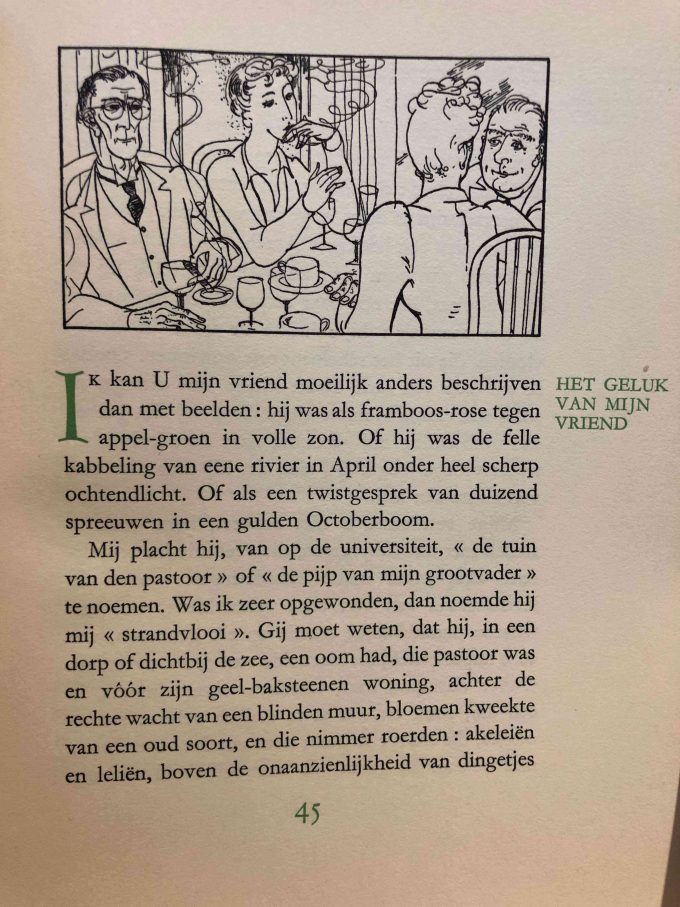 HET GELUK
VAN MIJN
VRIEND
IK kan U mijn vriend moeilijk anders beschrijven
dan met beelden : hij was als framboos-rose tegen
appel-groen in volle zon. Of hij was de felle
kabbeling van eene rivier in April onder heel scherp
ochtendlicht. Of als een twistgesprek van duizend
spreeuwen in een gulden Octoberboom.
Mij placht hij, van op de universiteit, « de tuin
van den pastoor » of « de pijp van mijn grootvader »
te noemen. Was ik zeer opgewonden, dan noemde hij
mij « strandvlooi ». Gij moet weten, dat hij, in een
dorp of dichtbij de zee, een oom had, die pastoor was
en vôór zijn geel-baksteenen woning, achter de
rechte wacht van een blinden muur, bloemen kweekte
van een oud soort, en die nimmer roerden : akeleiën
en leliën, boven de onaanzienlijkheid van dingetjes
45